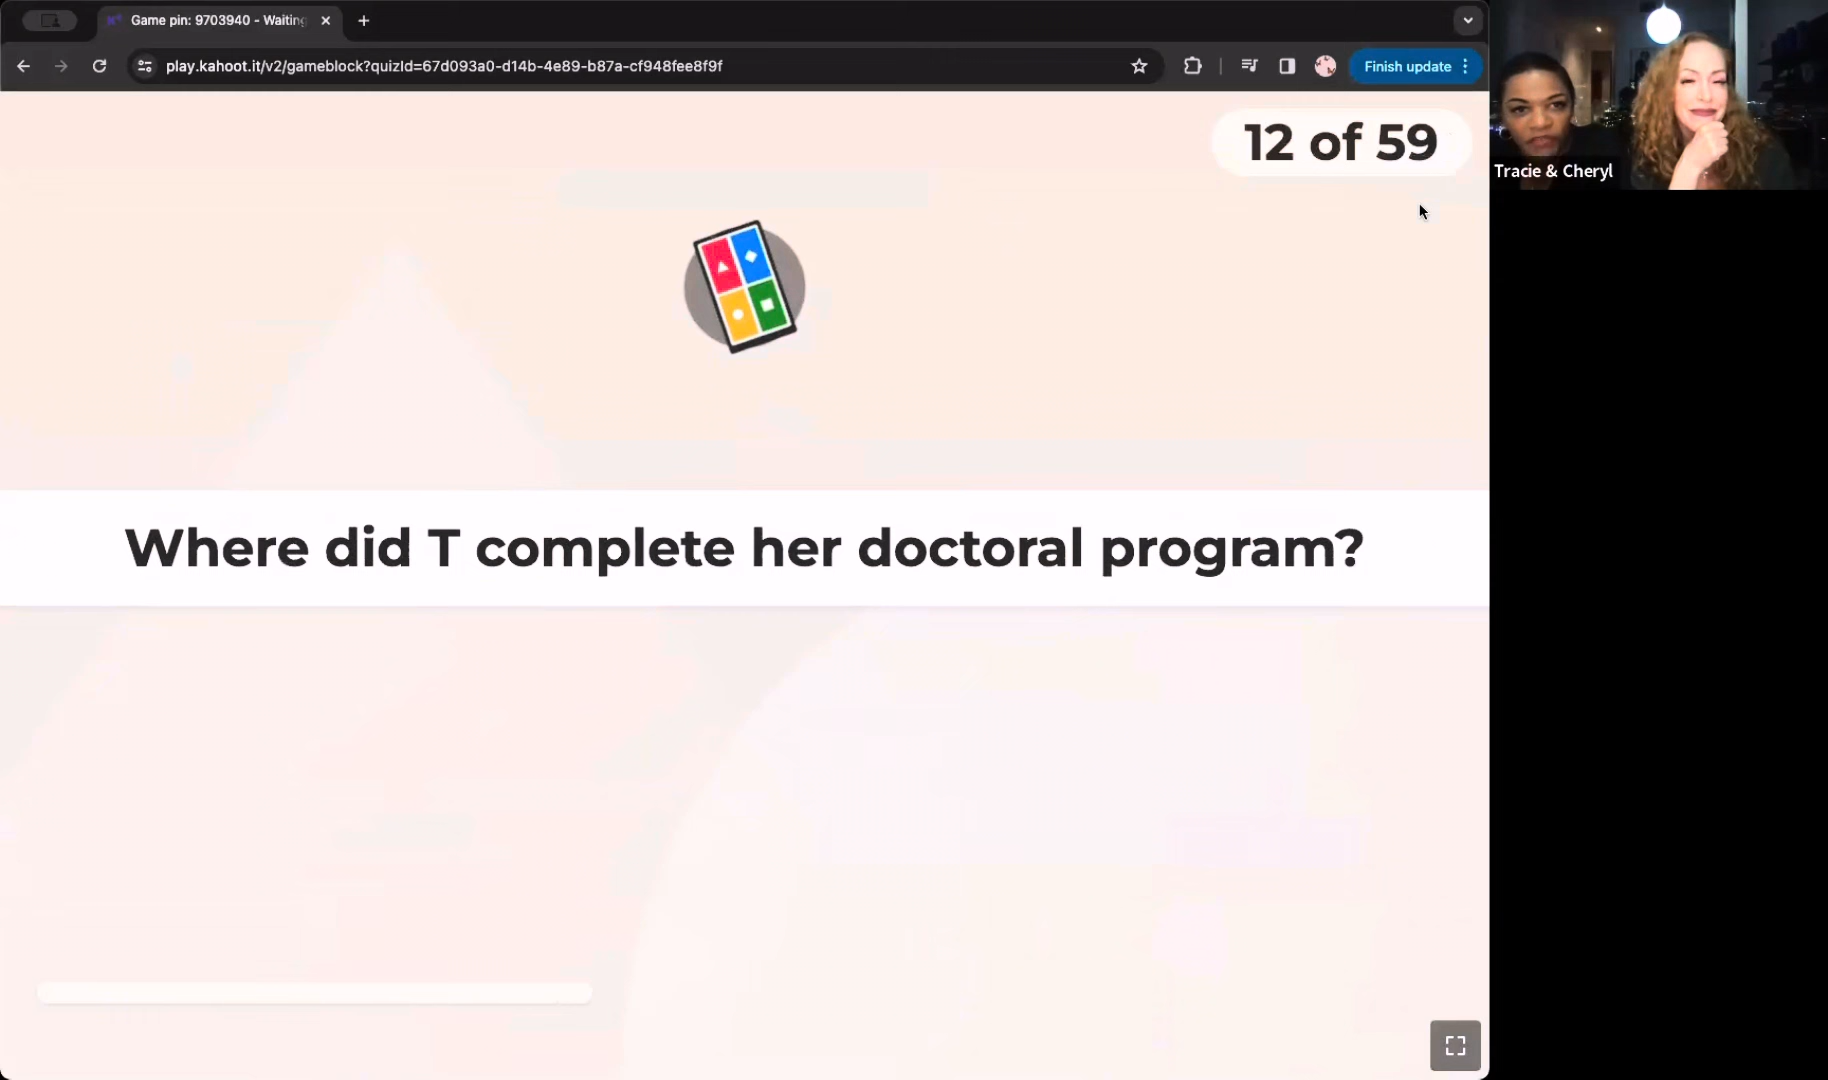 Game pin: 9703940 - Waiting
play.kahoot.it/v2/gameblock?quizId=67d093a0-d14b-4e89-b87a-cf948fee8f9f
Finish update
12 of 59
Tracie & Cheryl
Where did T complete her doctoral program?